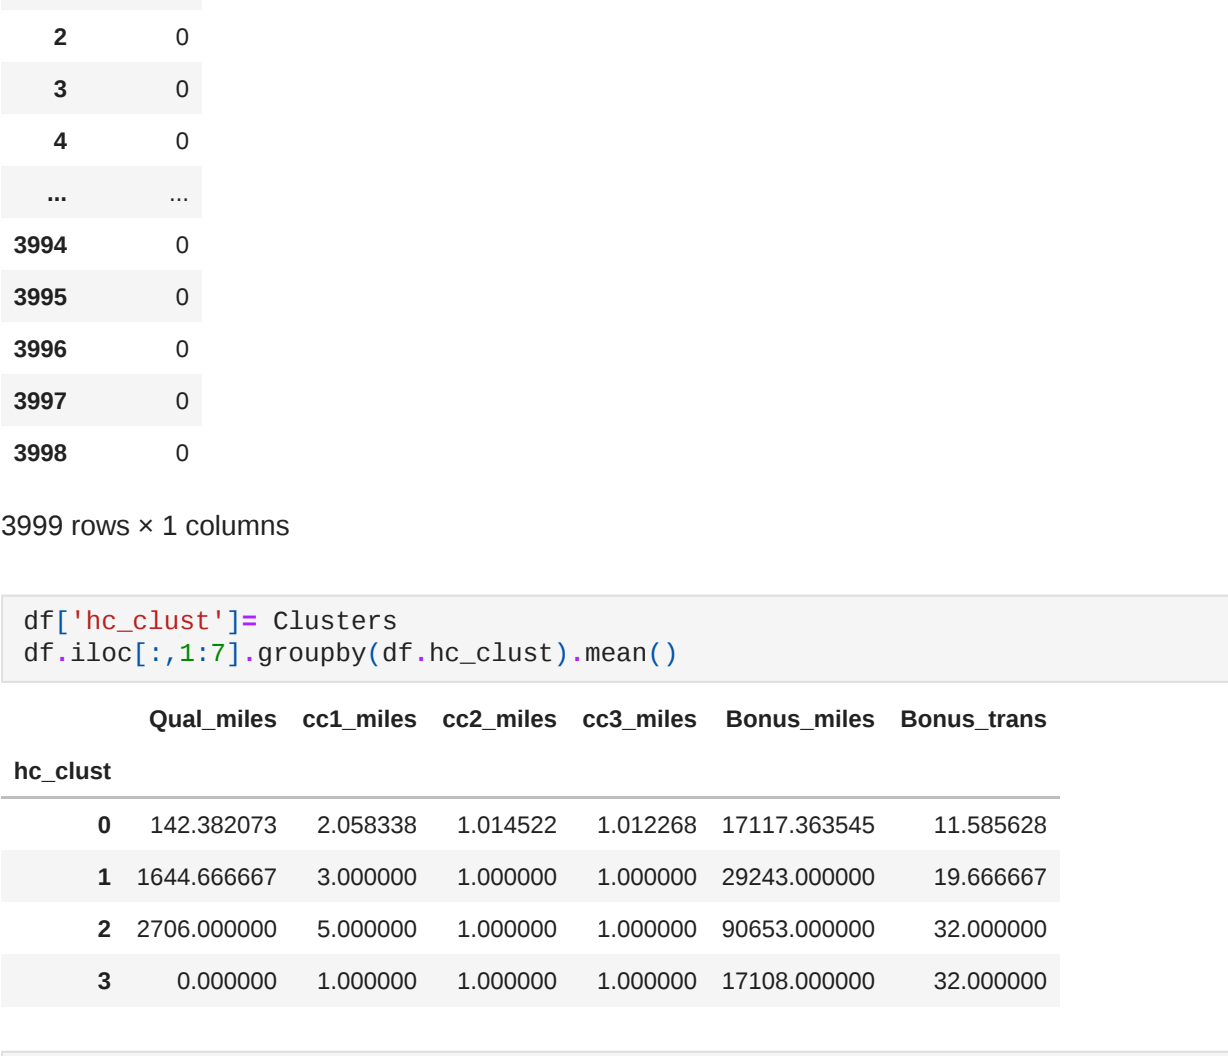 2 0
3 0
4 0
... ...
3994 0
3995 0
3996 0
3997 0
3998 0
3999 rows × 1 columns
df['hc_clust']= Clusters
df.iloc[:,1:7].groupby(df.hc_clust).mean()
Qual_miles cc1_miles cc2_miles cc3_miles Bonus_miles Bonus_trans
hc_clust
0 142.382073 2.058338 1.014522 1.012268 17117.363545 11.585628
1 1644.666667 3.000000 1.000000 1.000000 29243.000000 19.666667
2 2706.000000 5.000000 1.000000 1.000000 90653.000000 32.000000
3 0.000000 1.000000 1.000000 1.000000 17108.000000 32.000000